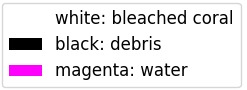 white: bleached coral
black: debris
magenta: water